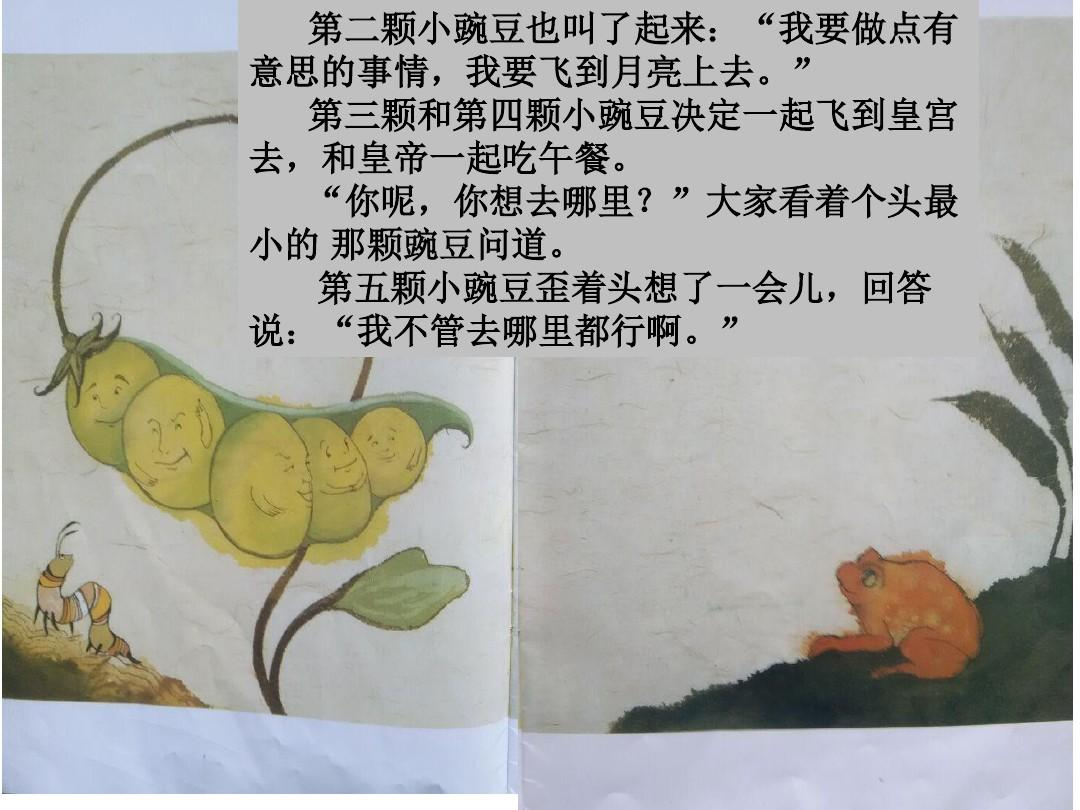 第二颗小豌豆也叫了起来：“我要做点有
意思的事情，我要飞到月亮上去。”
第三颗和第四颗小豌豆决定一起飞到皇宫
去，和皇帝一起吃午餐。
“你呢，你想去哪里？”大家看着个头最
小的 那颗豌豆问道。
第五颗小豌豆歪着头想了一会儿，回答
说：“我不管去哪里都行啊。”